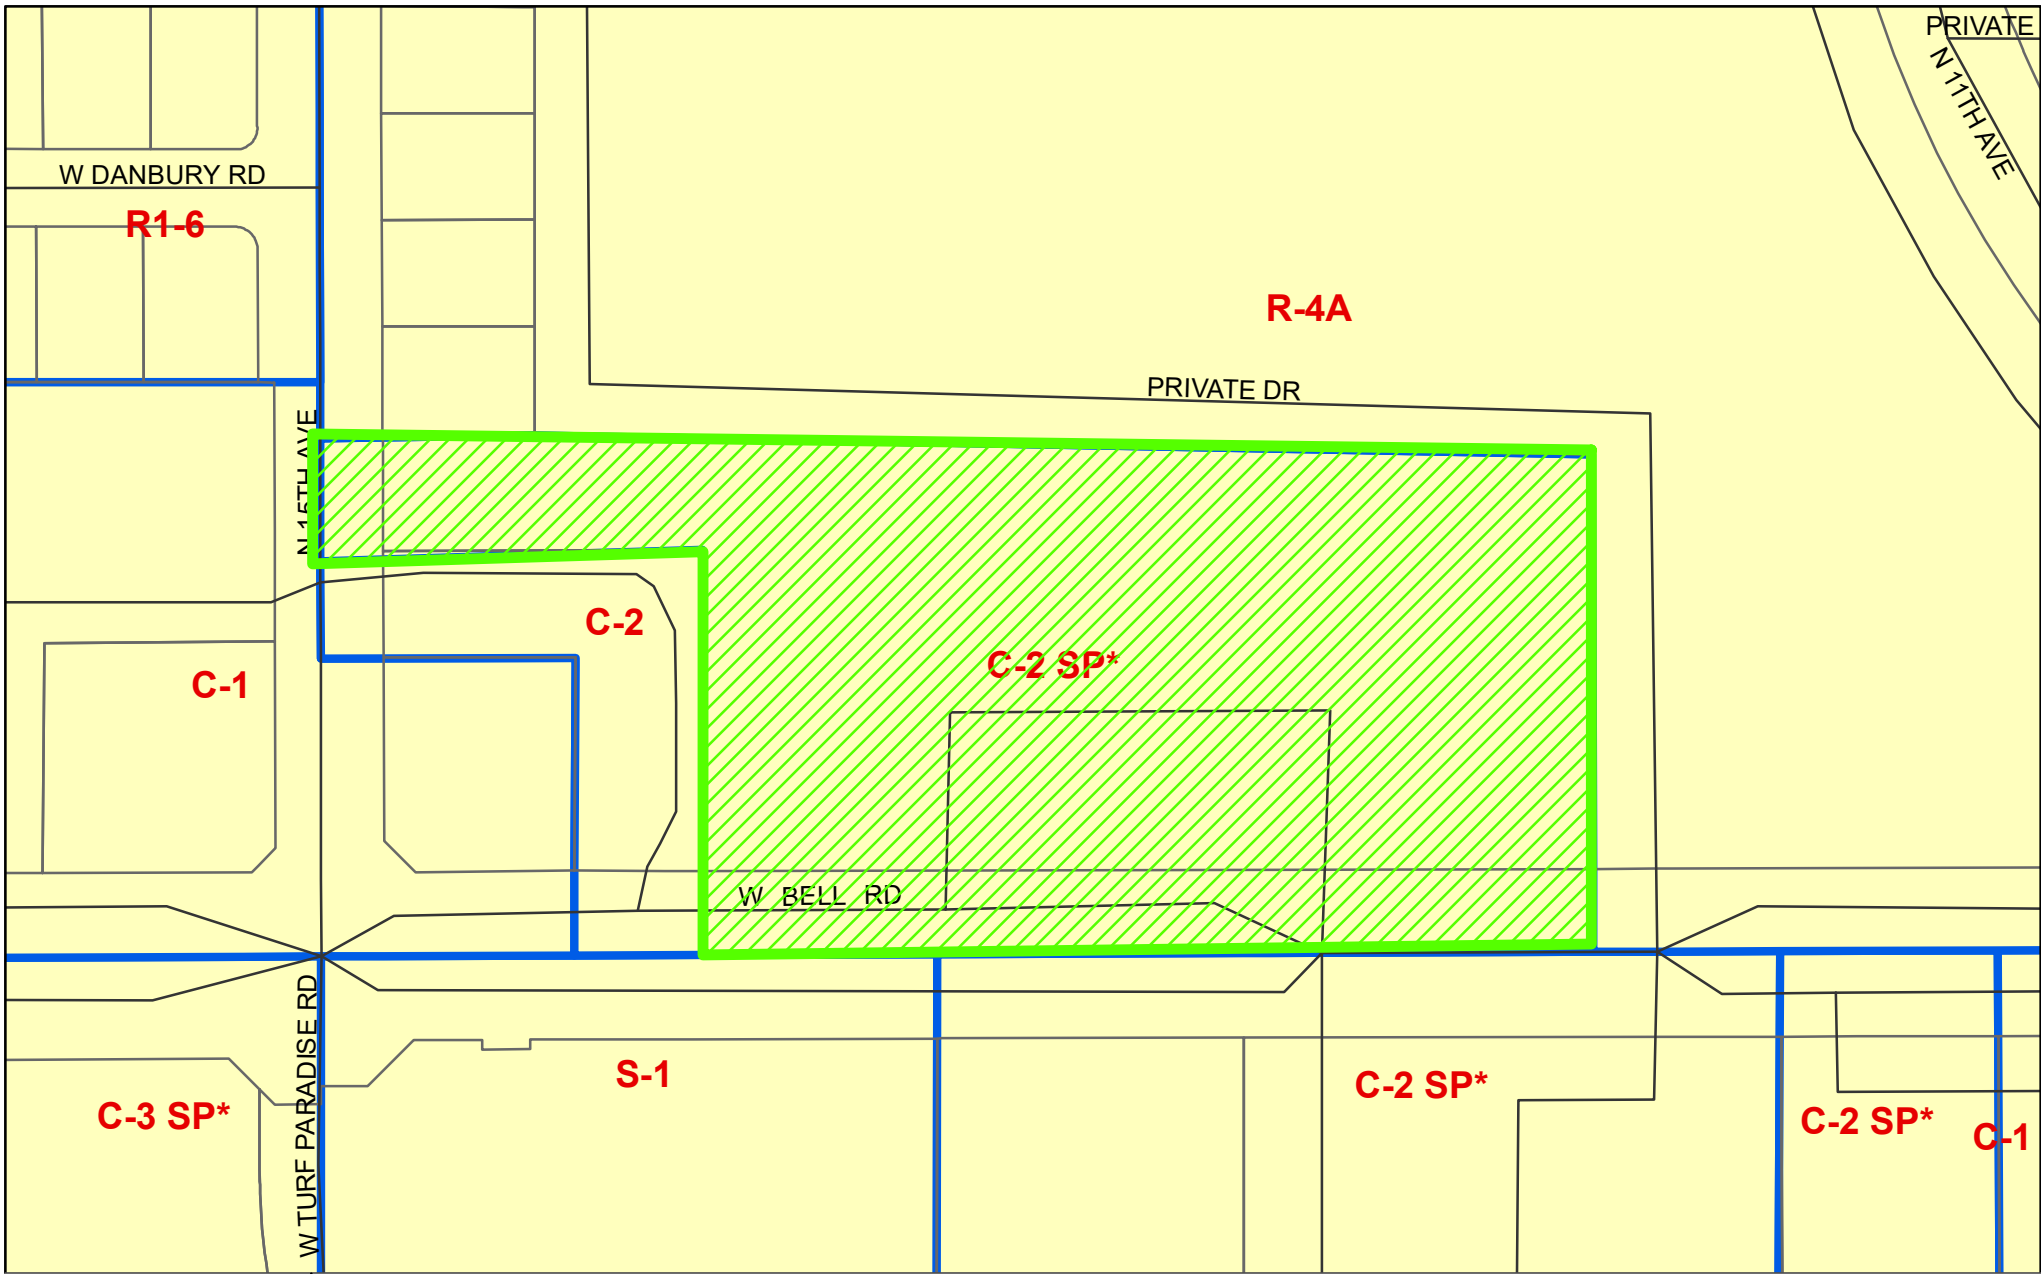 PRIVATE
N 11TH AVE
W DANBURY RD
R1-6
R-4A
PRIVATE DR
N 15TH AVE
C-2
C-2 SP*
C-1
W BELL RD
W TURF PARADISE RD
S-1
C-2 SP*
C-3 SP*
C-2 SP*
C-1